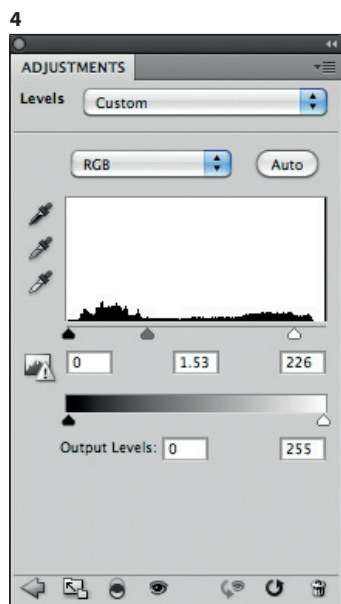 4
ADJUSTMENTS
Levels Custom
RGB Auto
0 1.53 226
Output Levels: 0 255